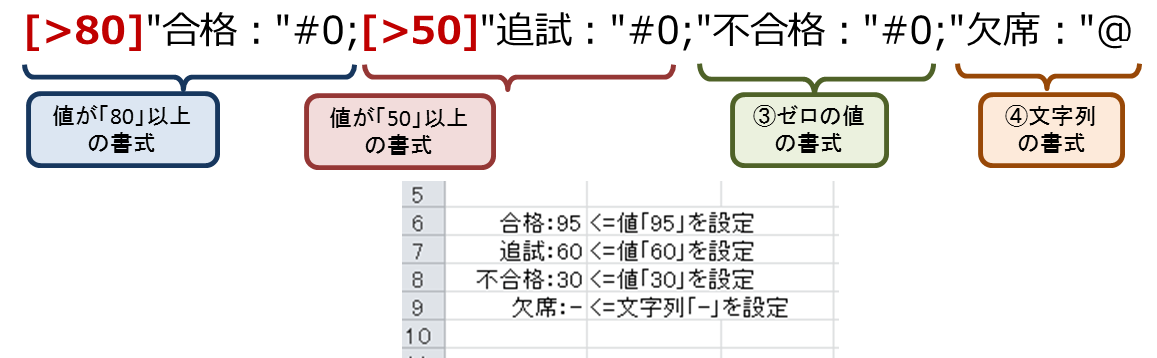 [>80]"合格："#0;[>50]"追試："#0;"不合格："#0;"欠席："@
値が｢80｣以上
の書式
値が｢50｣以上
の書式
③ゼロの値
の書式
④文字列
の書式
5
6 合格:95 <=値｢95｣を設定
7 追試:60 <=値｢60｣を設定
8 不合格:30 <=値｢30｣を設定
9 欠席:- <=文字列｢-｣を設定
10